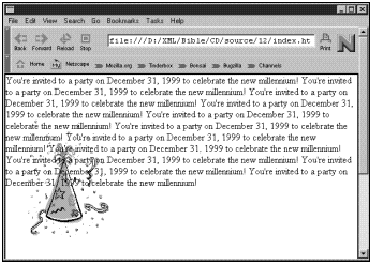 File Edit View Search Go Bookmarks Tasks Help
Back Forward Reload Stop file:///D:/XML/Bible/CD/source/12/index.ht Print N
Home Netscape Mozilla.org Tinderbox Bonsai Bugzilla Channels
You're invited to a party on December 31, 1999 to celebrate the new millennium! You're invited
to a party on December 31, 1999 to celebrate the new millennium! You're invited to a party on
December 31, 1999 to celebrate the new millennium! You're invited to a party on December 31,
1999 to celebrate the new millennium! You're invited to a party on December 31, 1999 to
celebrate the new millennium! You're invited to a party on December 31, 1999 to celebrate the
new millennium! You're invited to a party on December 31, 1999 to celebrate the new
millennium! You're invited to a party on December 31, 1999 to celebrate the new millennium!
You're invited to a party on December 31, 1999 to celebrate the new millennium! You're invited
to a party on December 31, 1999 to celebrate the new millennium! You're invited to a party on
December 31, 1999 to celebrate the new millennium!